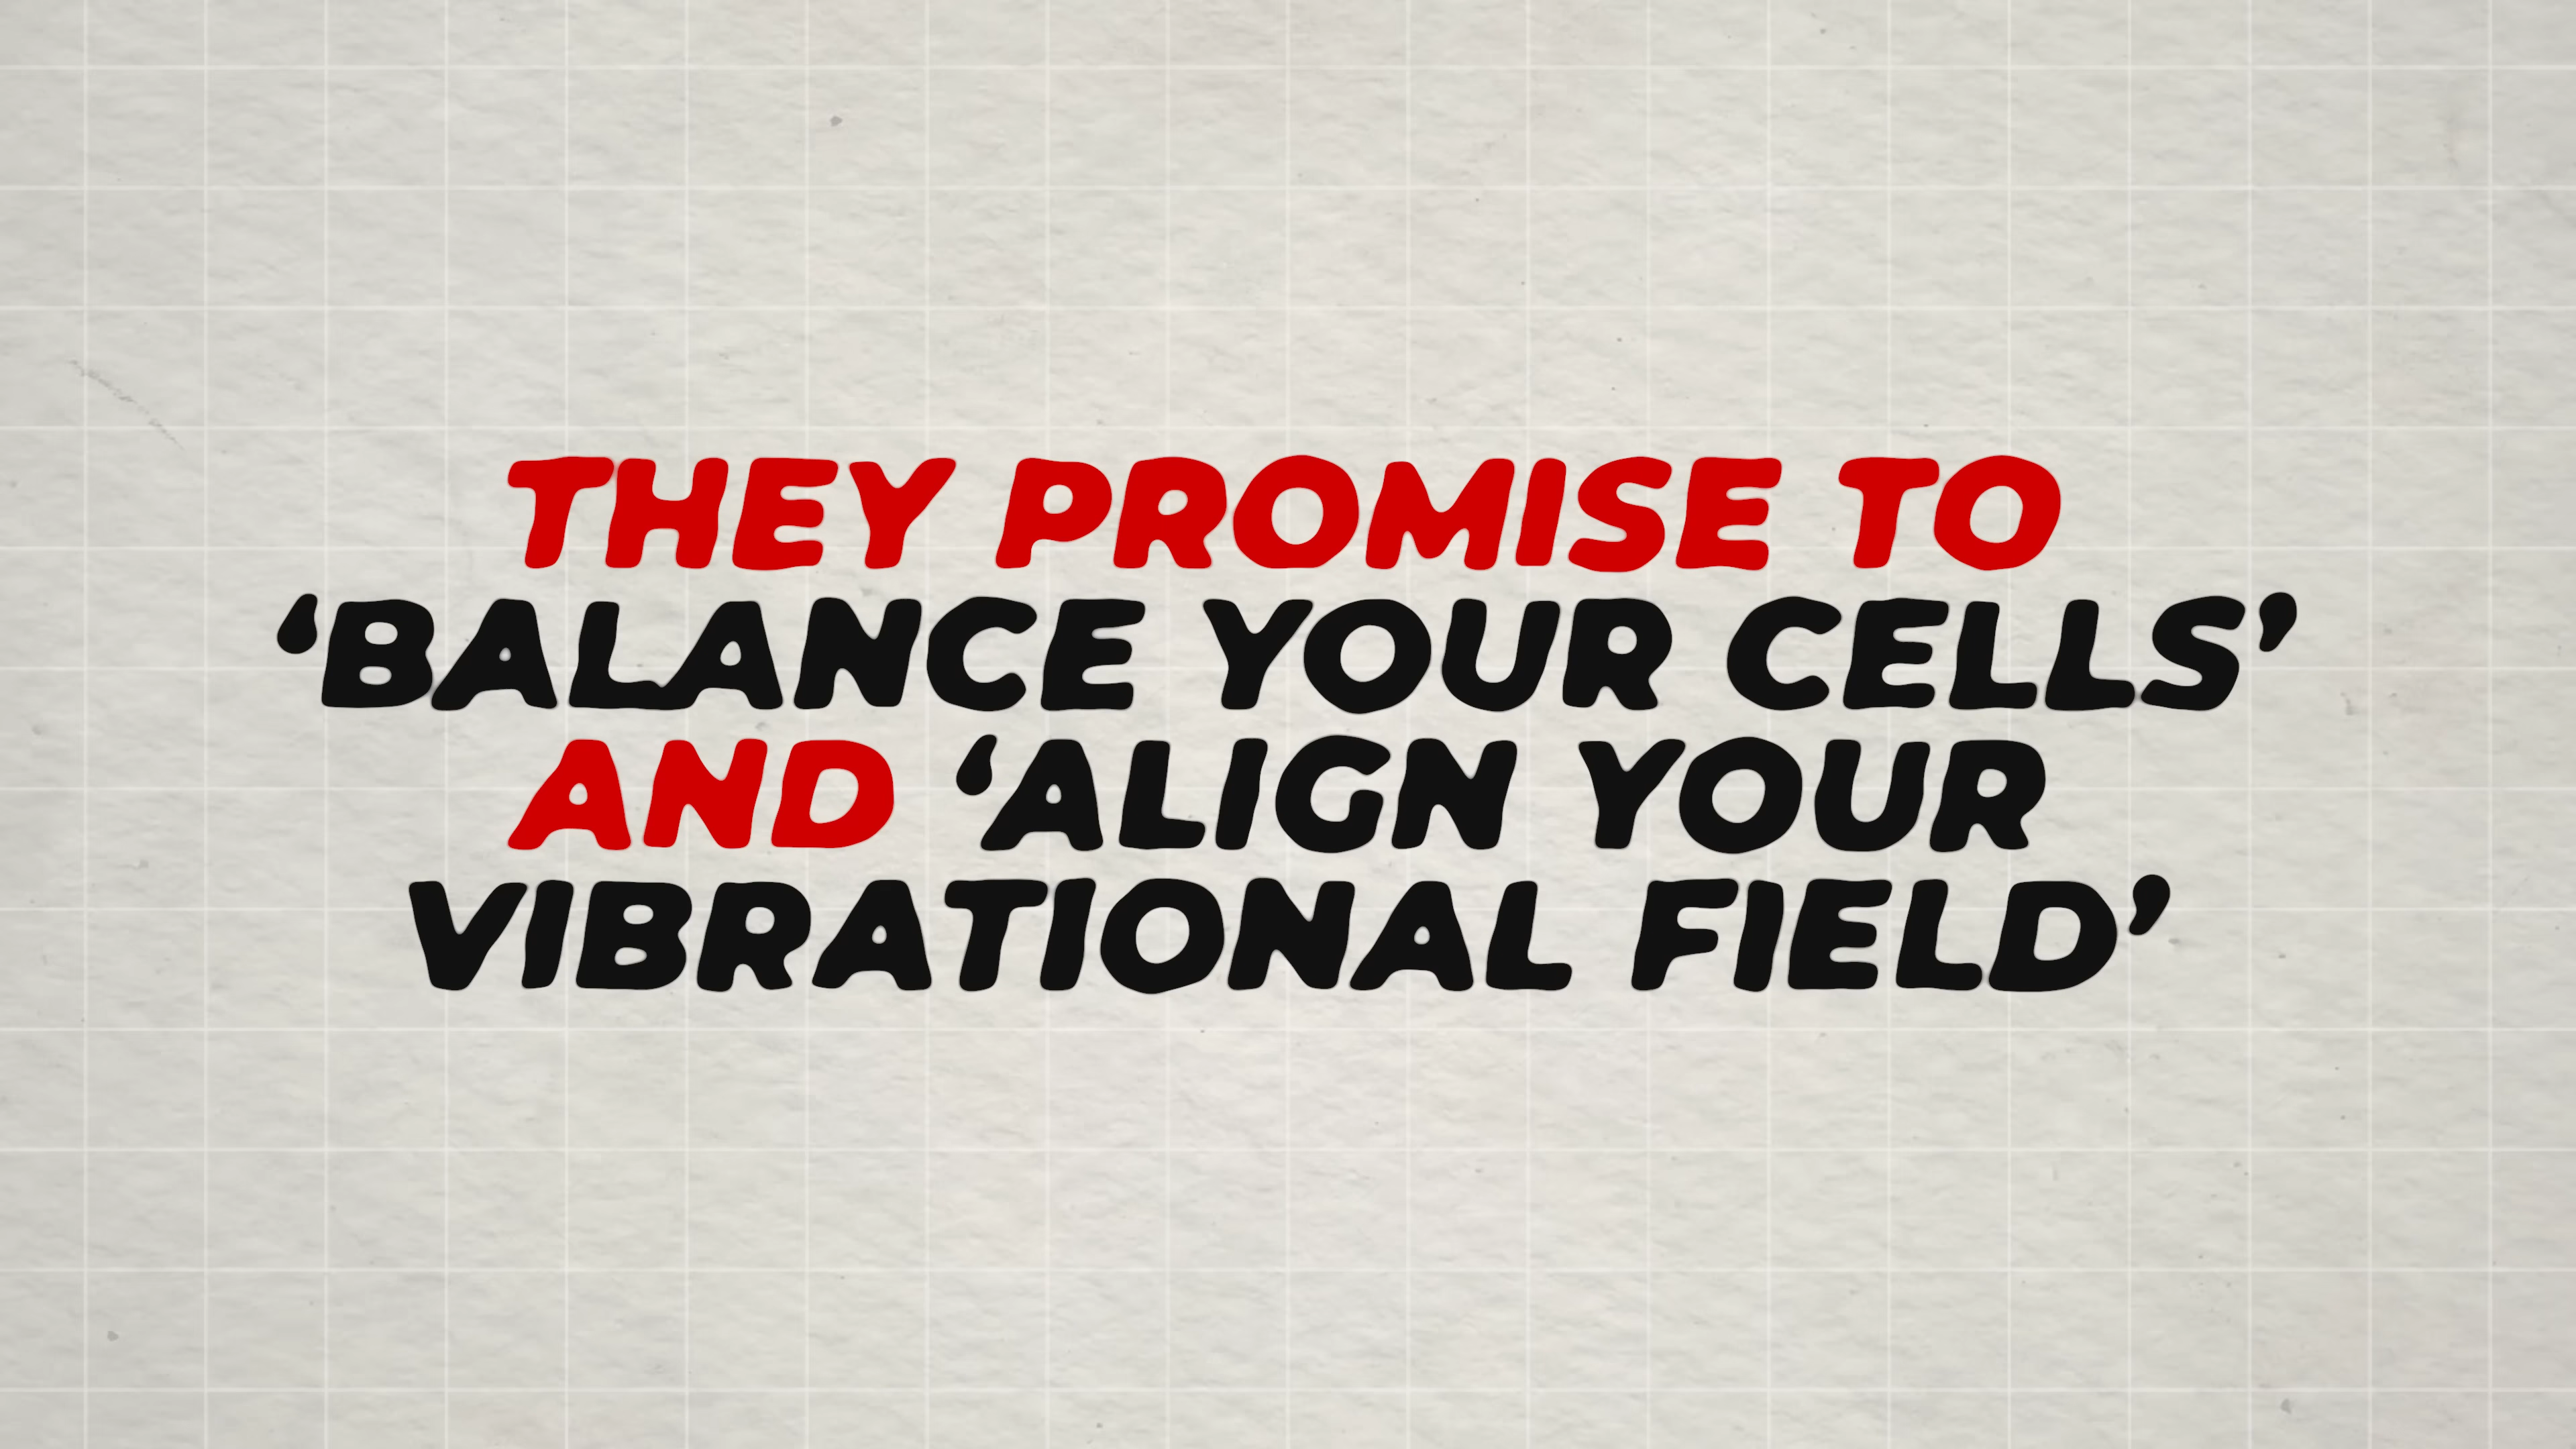 THEY PROMISE TO
‘BALANCE YOUR CELLS’
AND ‘ALIGN YOUR
VIBRATIONAL FIELD’